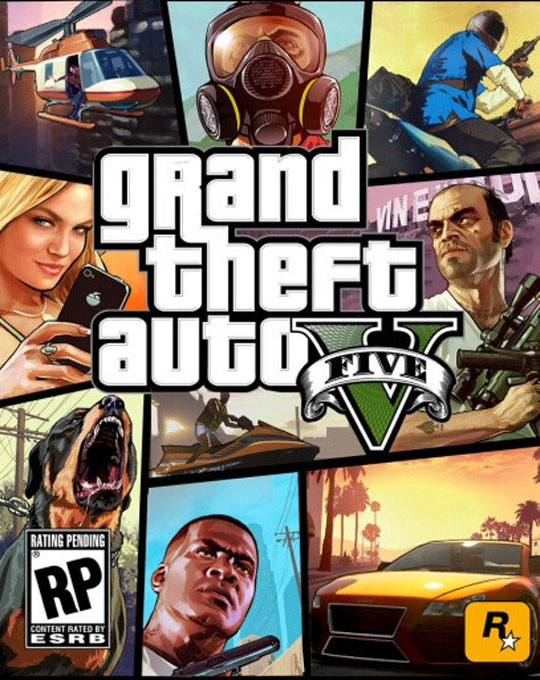 grand
theft
auto V
FIVE
VINE
RATING PENDING
RP
®
CONTENT RATED BY
ESRB
R